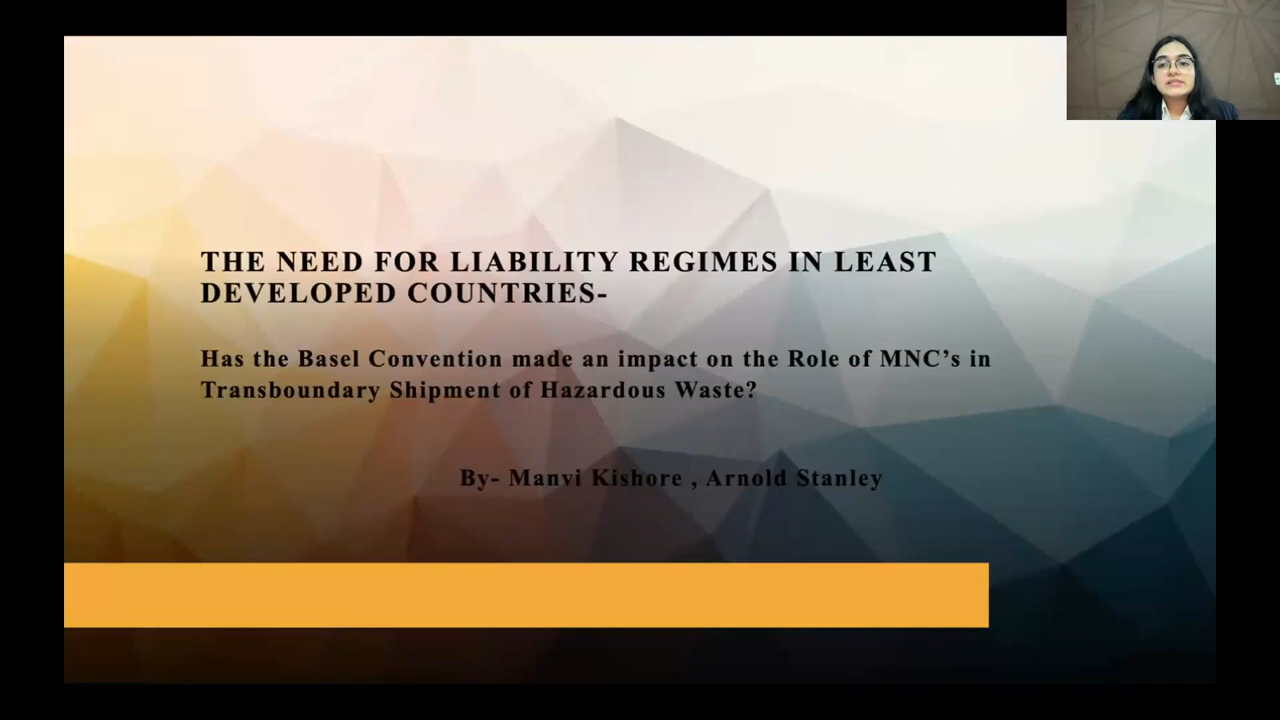 THE NEED FOR LIABILITY REGIMES IN LEAST
DEVELOPED COUNTRIES-
Has the Basel Convention made an impact on the Role of MNC’s in
Transboundary Shipment of Hazardous Waste?
By- Manvi Kishore , Arnold Stanley